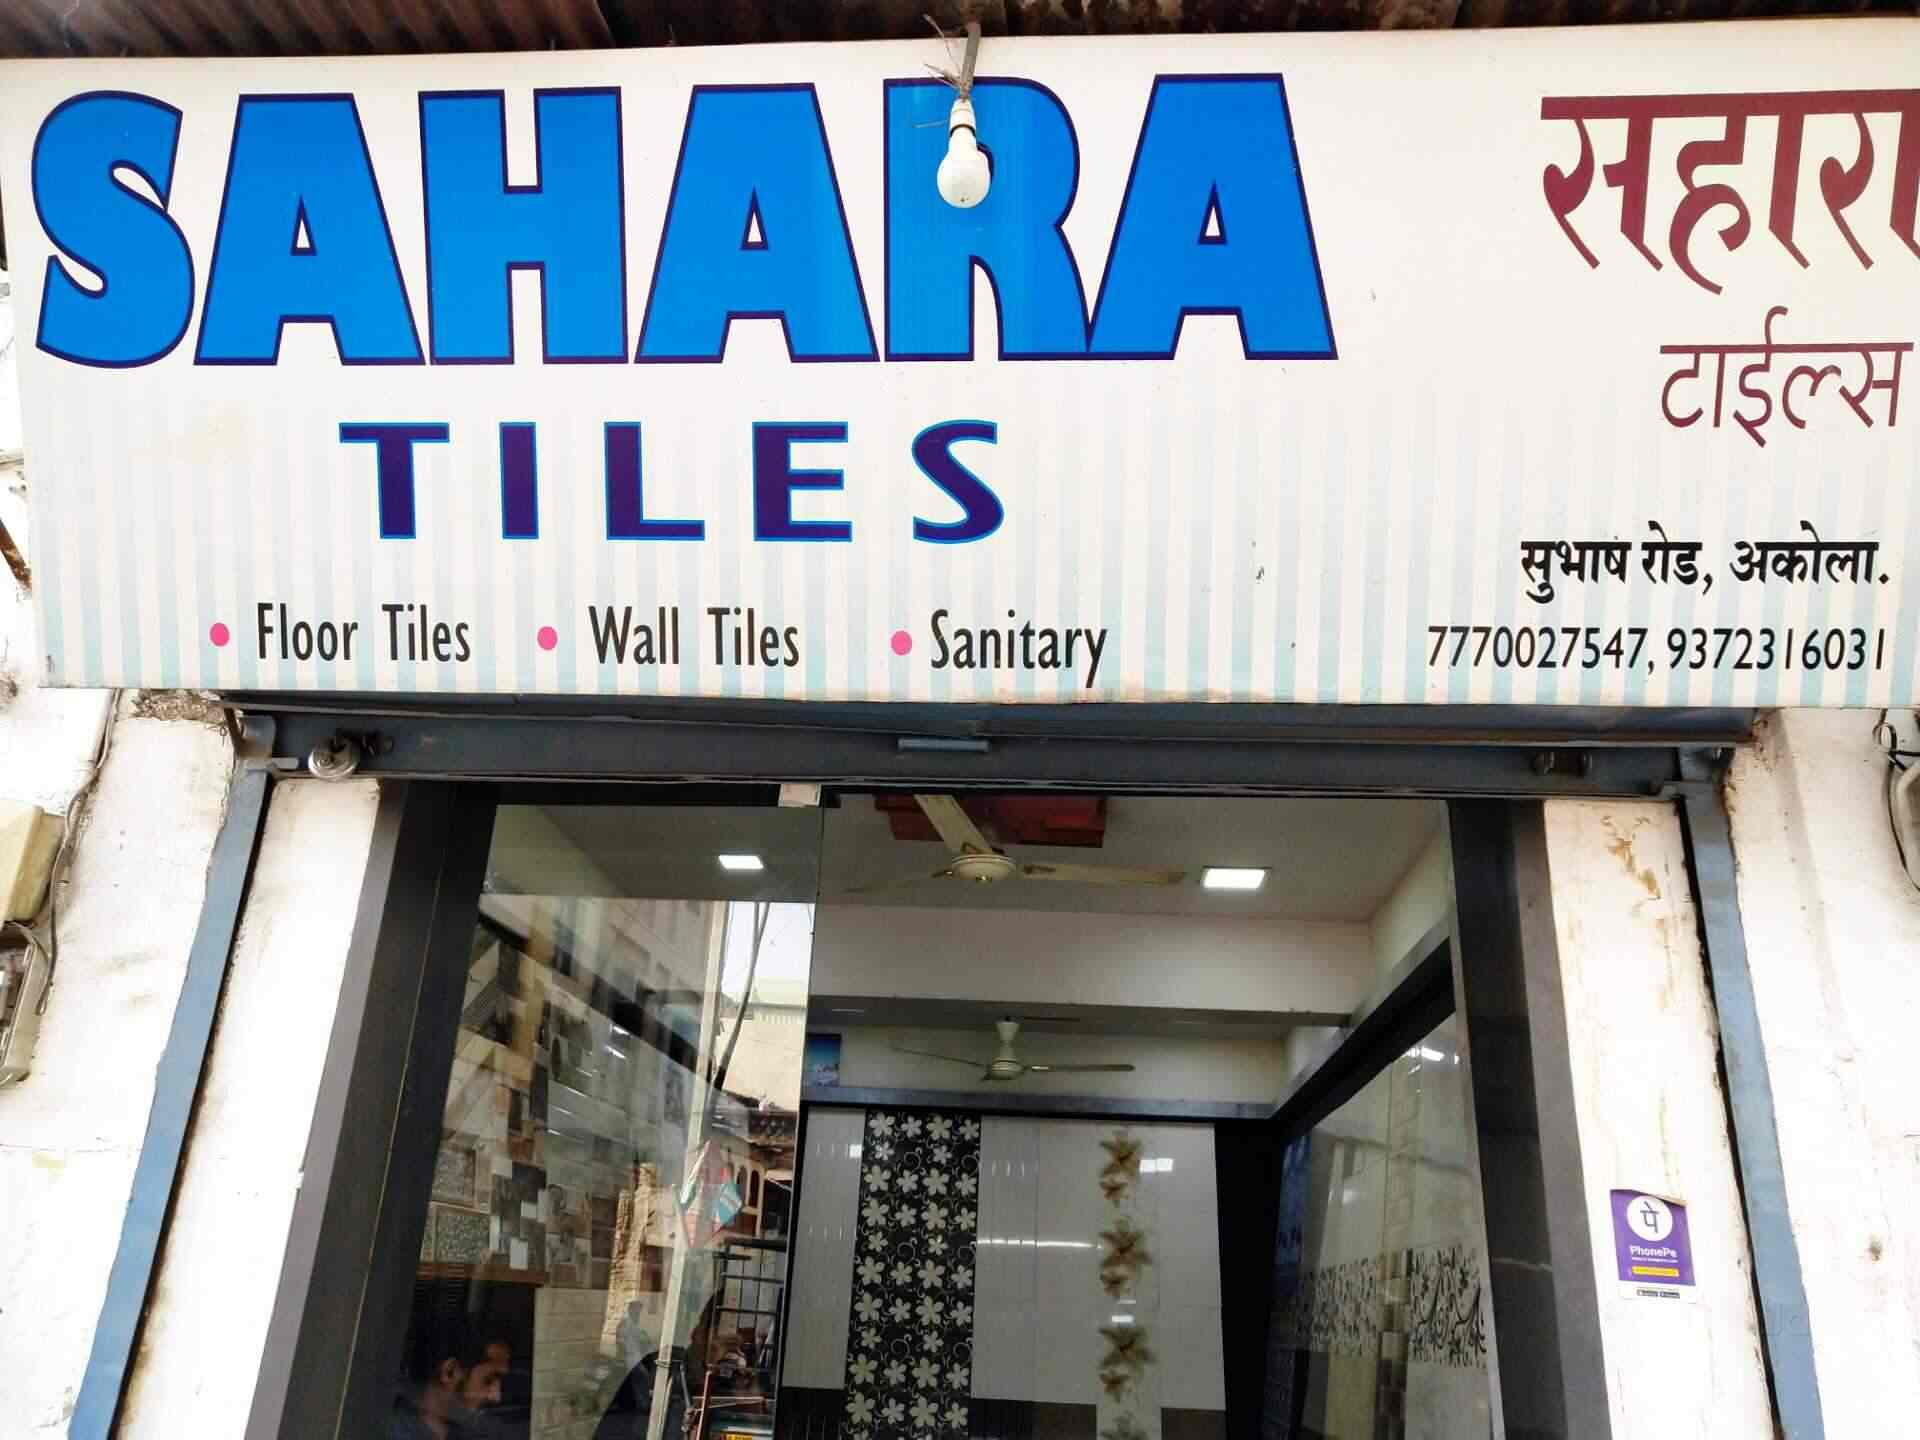 SAHARA
TILES
• Floor Tiles • Wall Tiles • Sanitary
सहारा
टाईल्स
सुभाष रोड, अकोला.
7770027547, 9372316031
पे
PhonePe